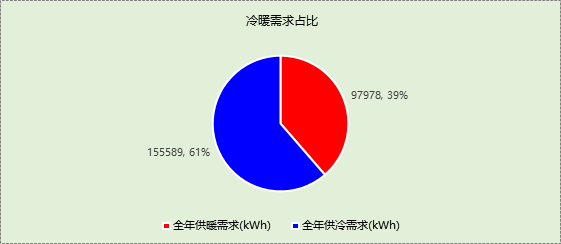 冷暖需求占比
97978, 39%
155589, 61%
全年供暖需求(kWh)
全年供冷需求(kWh)